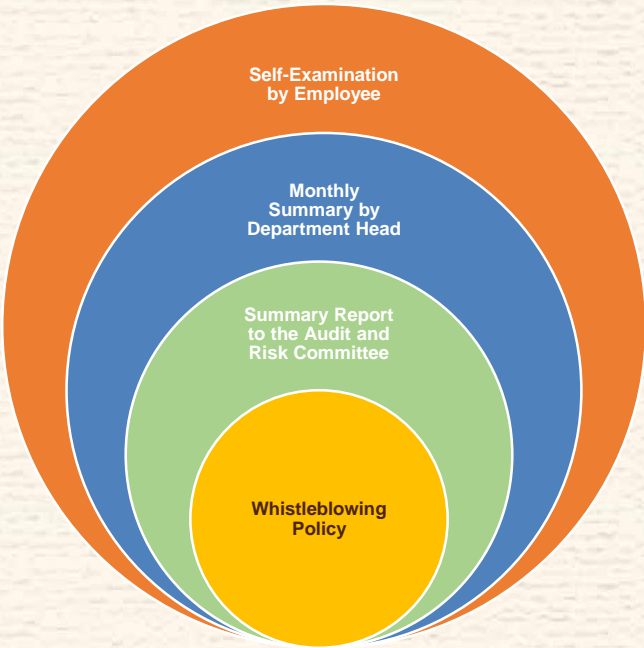 Self-Examination
by Employee
Monthly
Summary by
Department Head
Summary Report
to the Audit and
Risk Committee
Whistleblowing
Policy